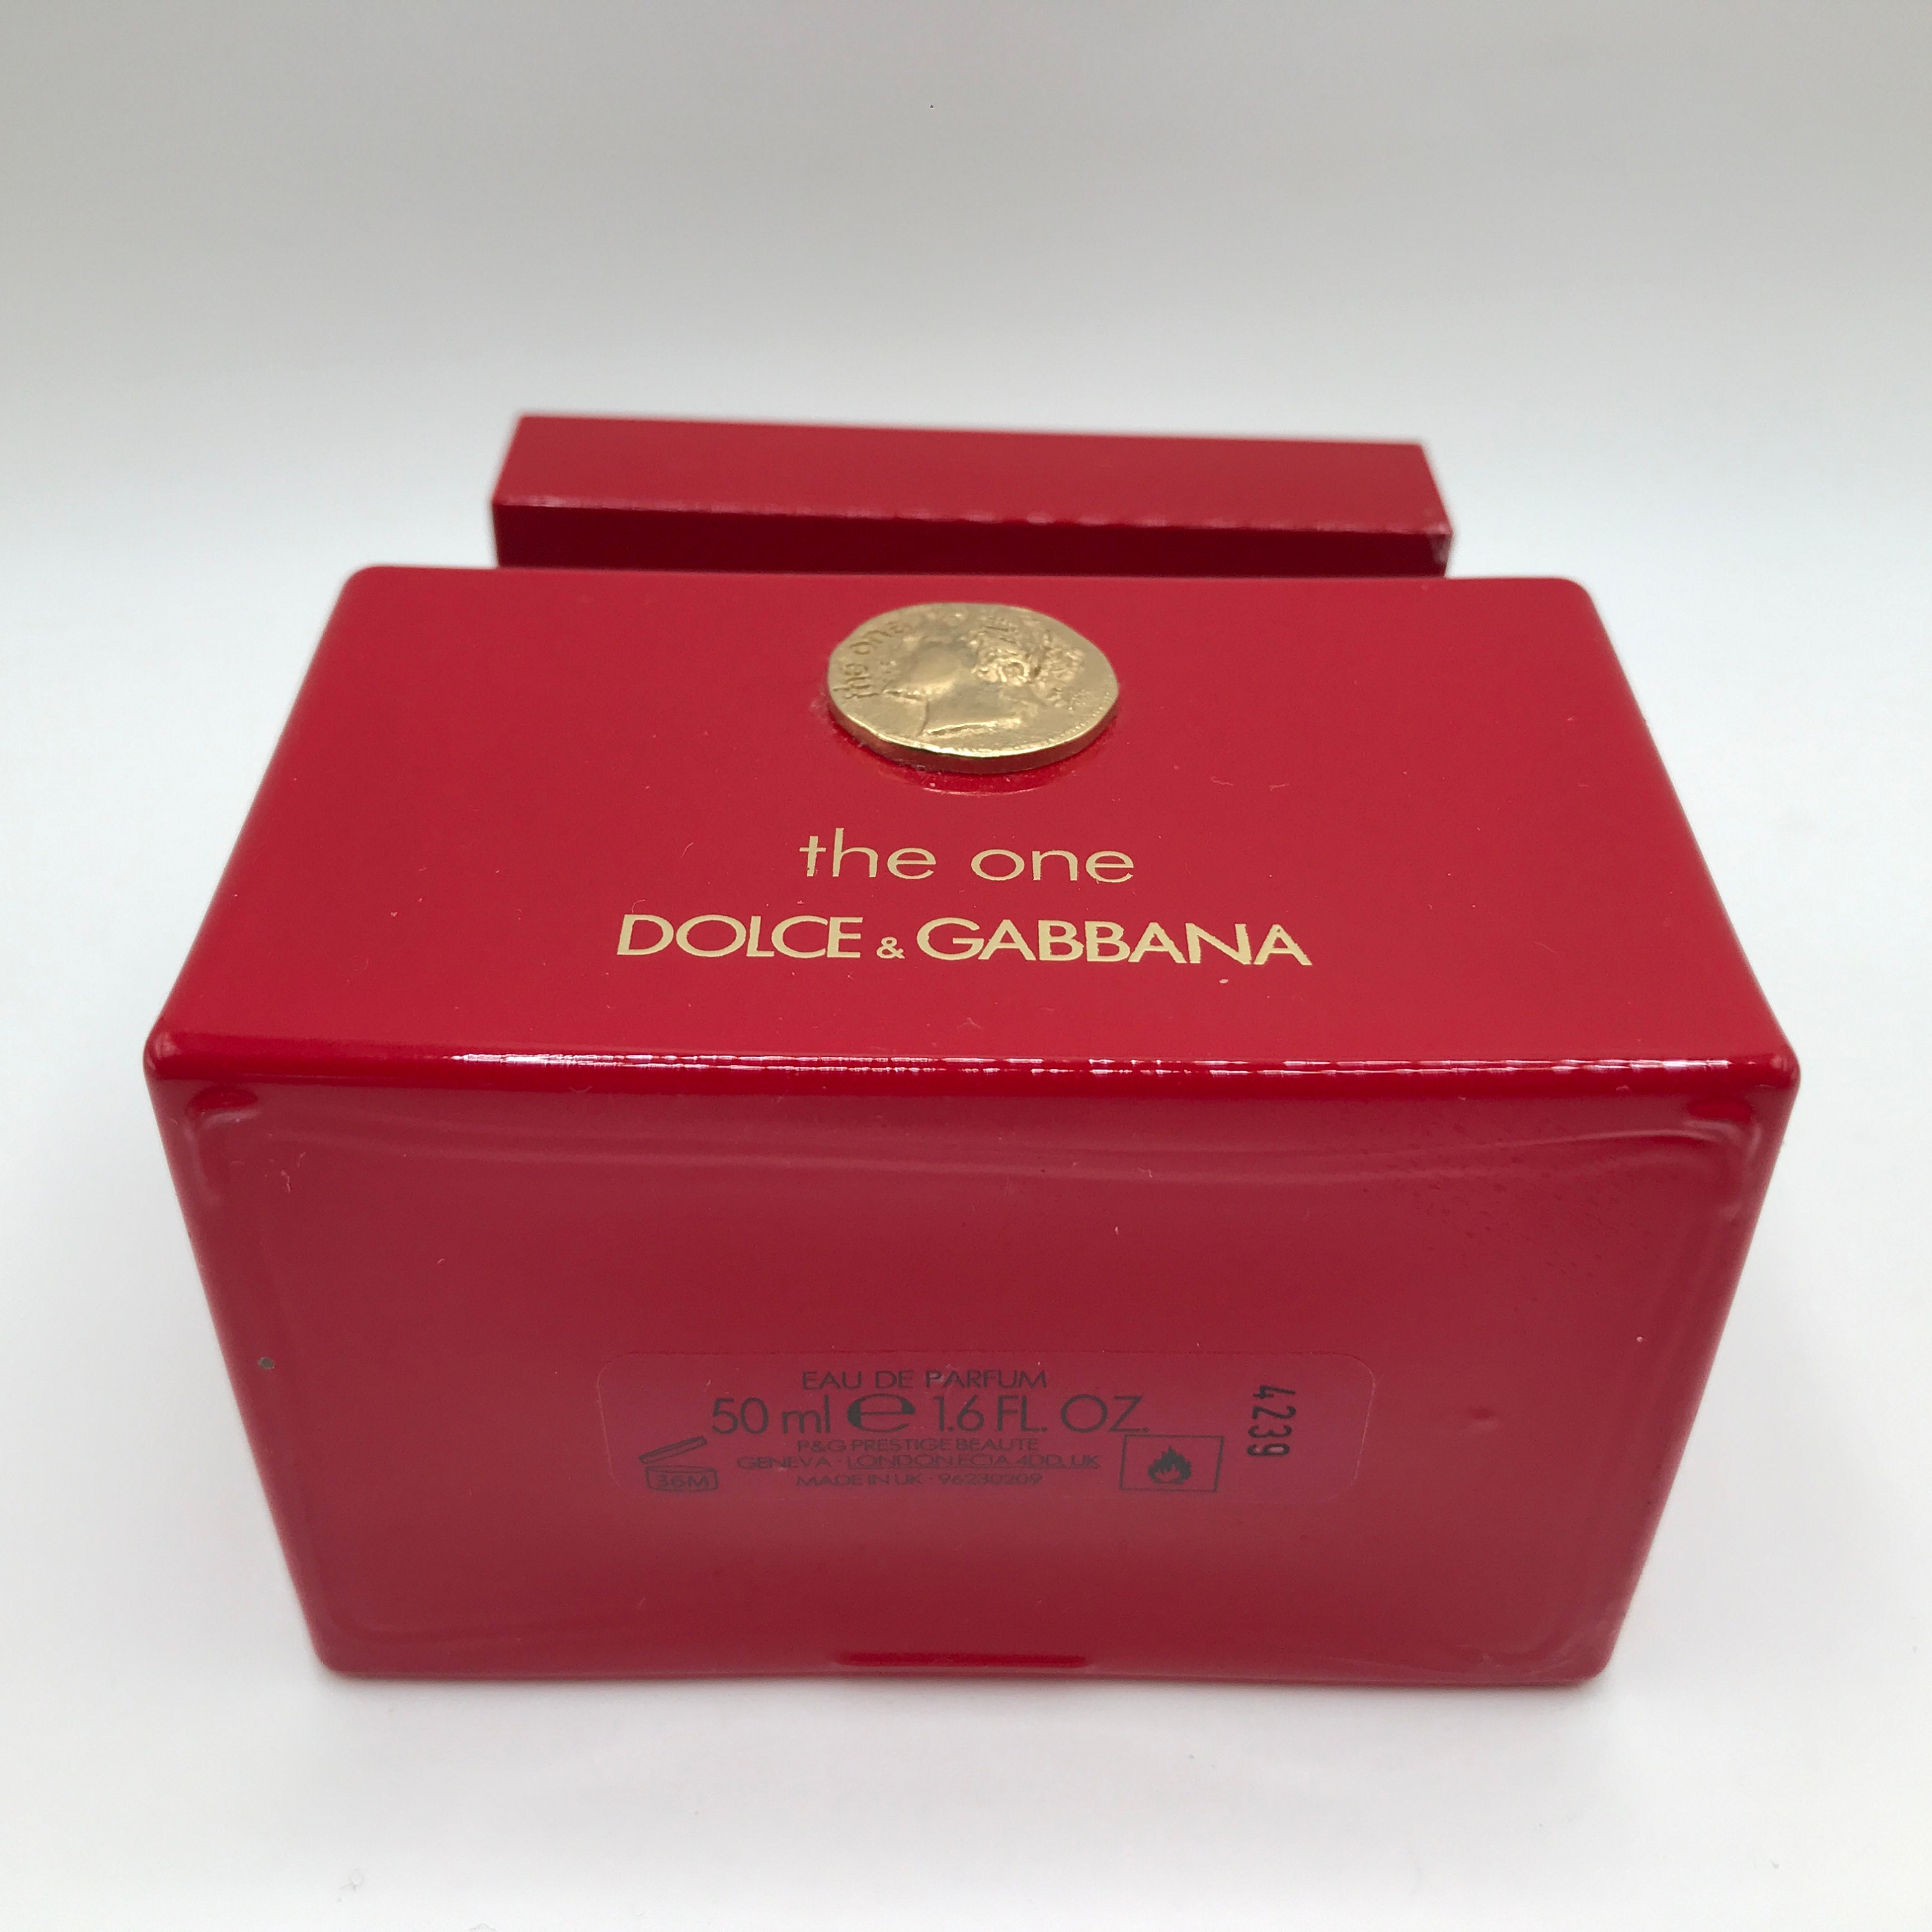 the one
the one
DOLCE & GABBANA
EAU DE PARFUM
50 ml e 1.6 FL. OZ.
P&G PRESTIGE BEAUTE
GENEVA · LONDON EC1A 4DD, UK
MADE IN UK · 96230209
36M
4239